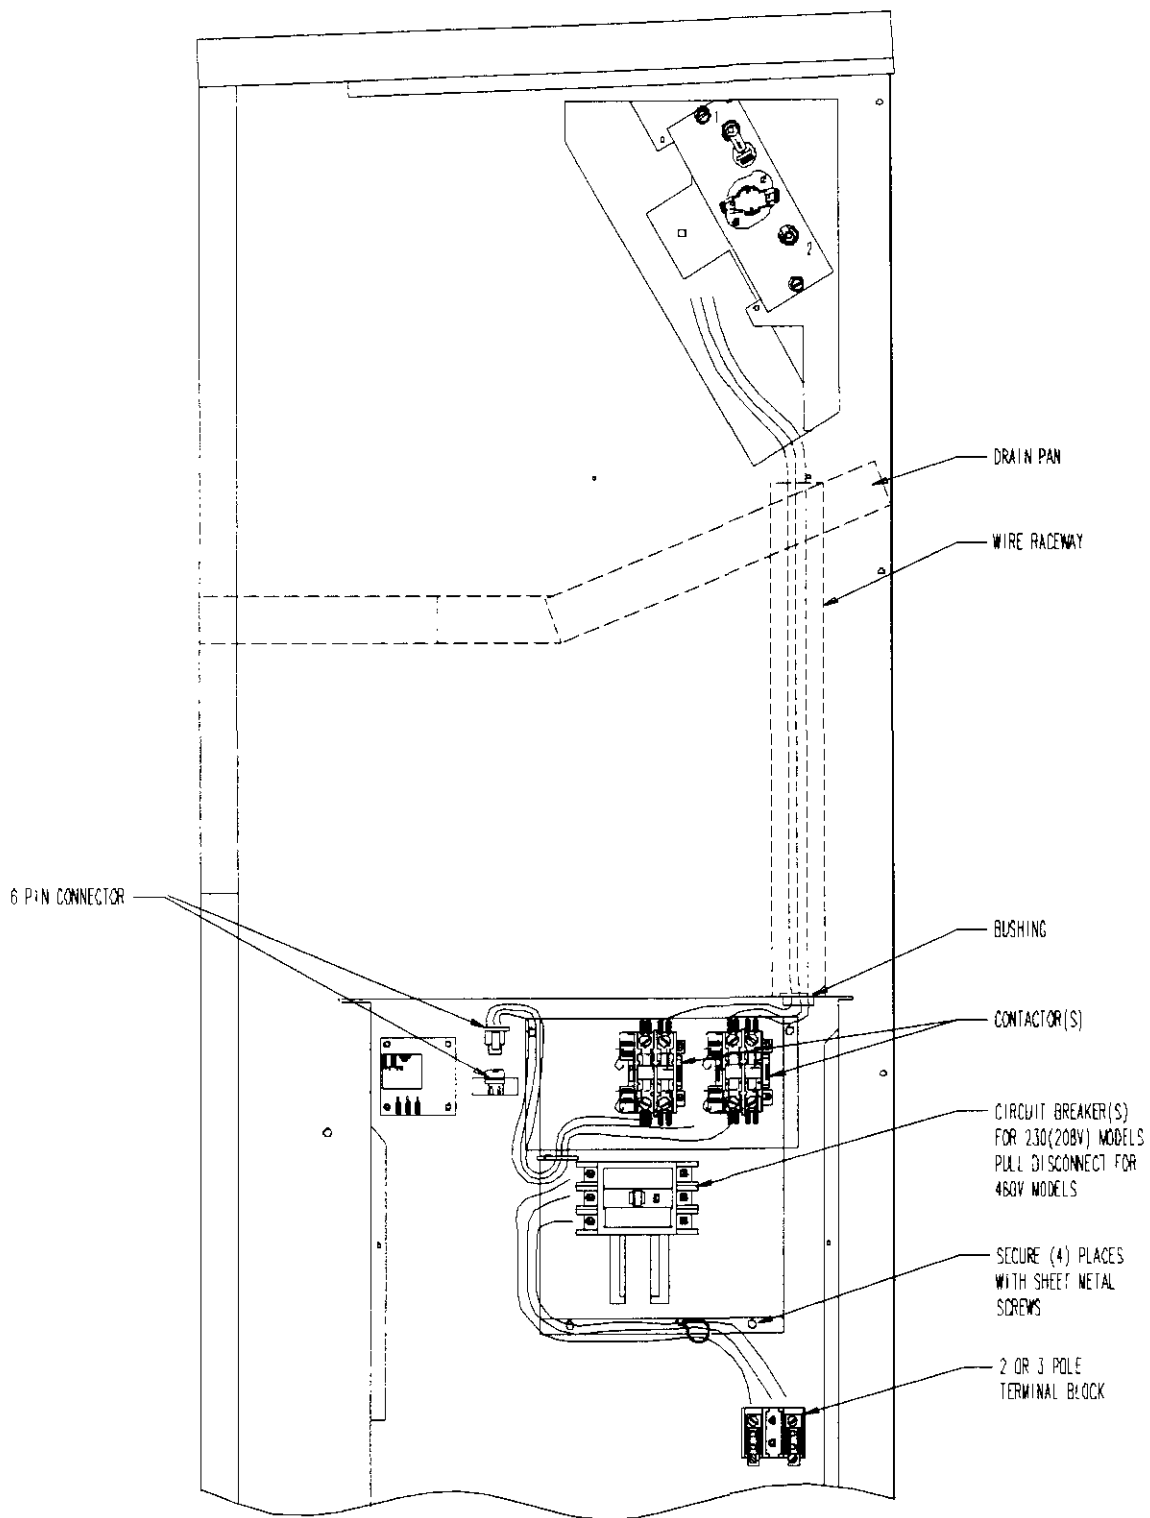 1
2
DRAIN PAN
WIRE RACEWAY
6 PIN CONNECTOR
BUSHING
CONTACTOR(S)
CIRCUIT BREAKER(S)
FOR 230(208V) MODELS
PULL DISCONNECT FOR
460V MODELS
SECURE (4) PLACES
WITH SHEET METAL
SCREWS
2 OR 3 POLE
TERMINAL BLOCK